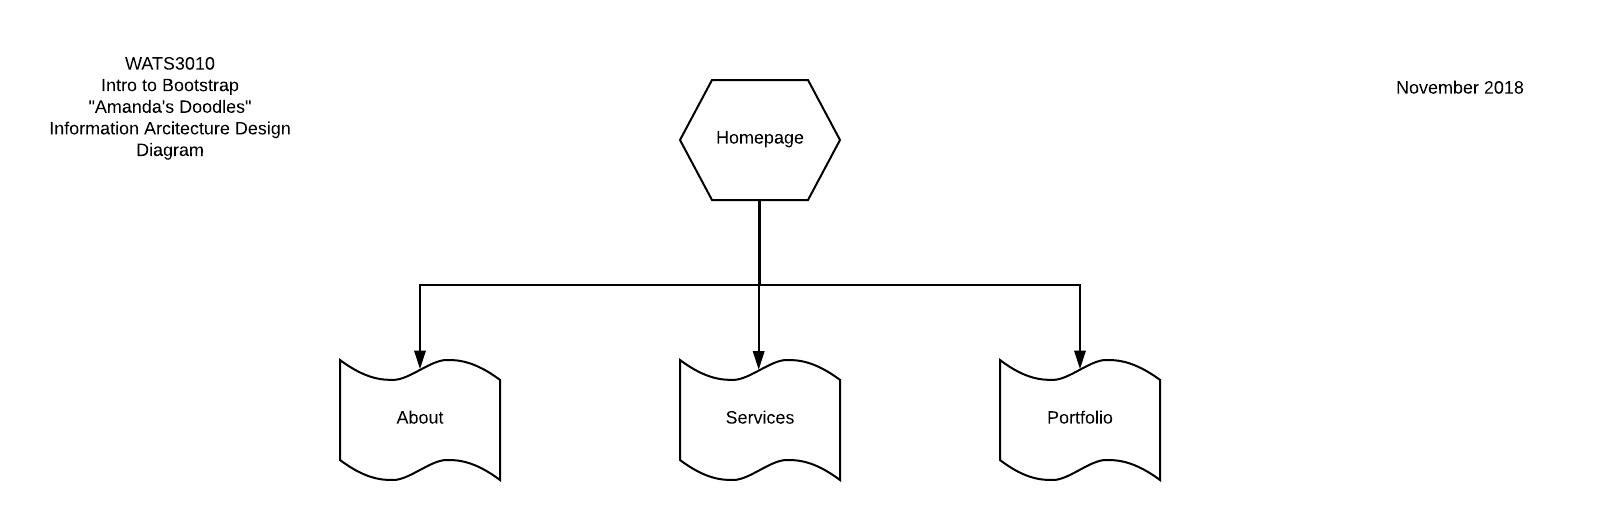 WATS3010
Intro to Bootstrap
"Amanda's Doodles"
Information Arcitecture Design
Diagram
November 2018
Homepage
About
Services
Portfolio